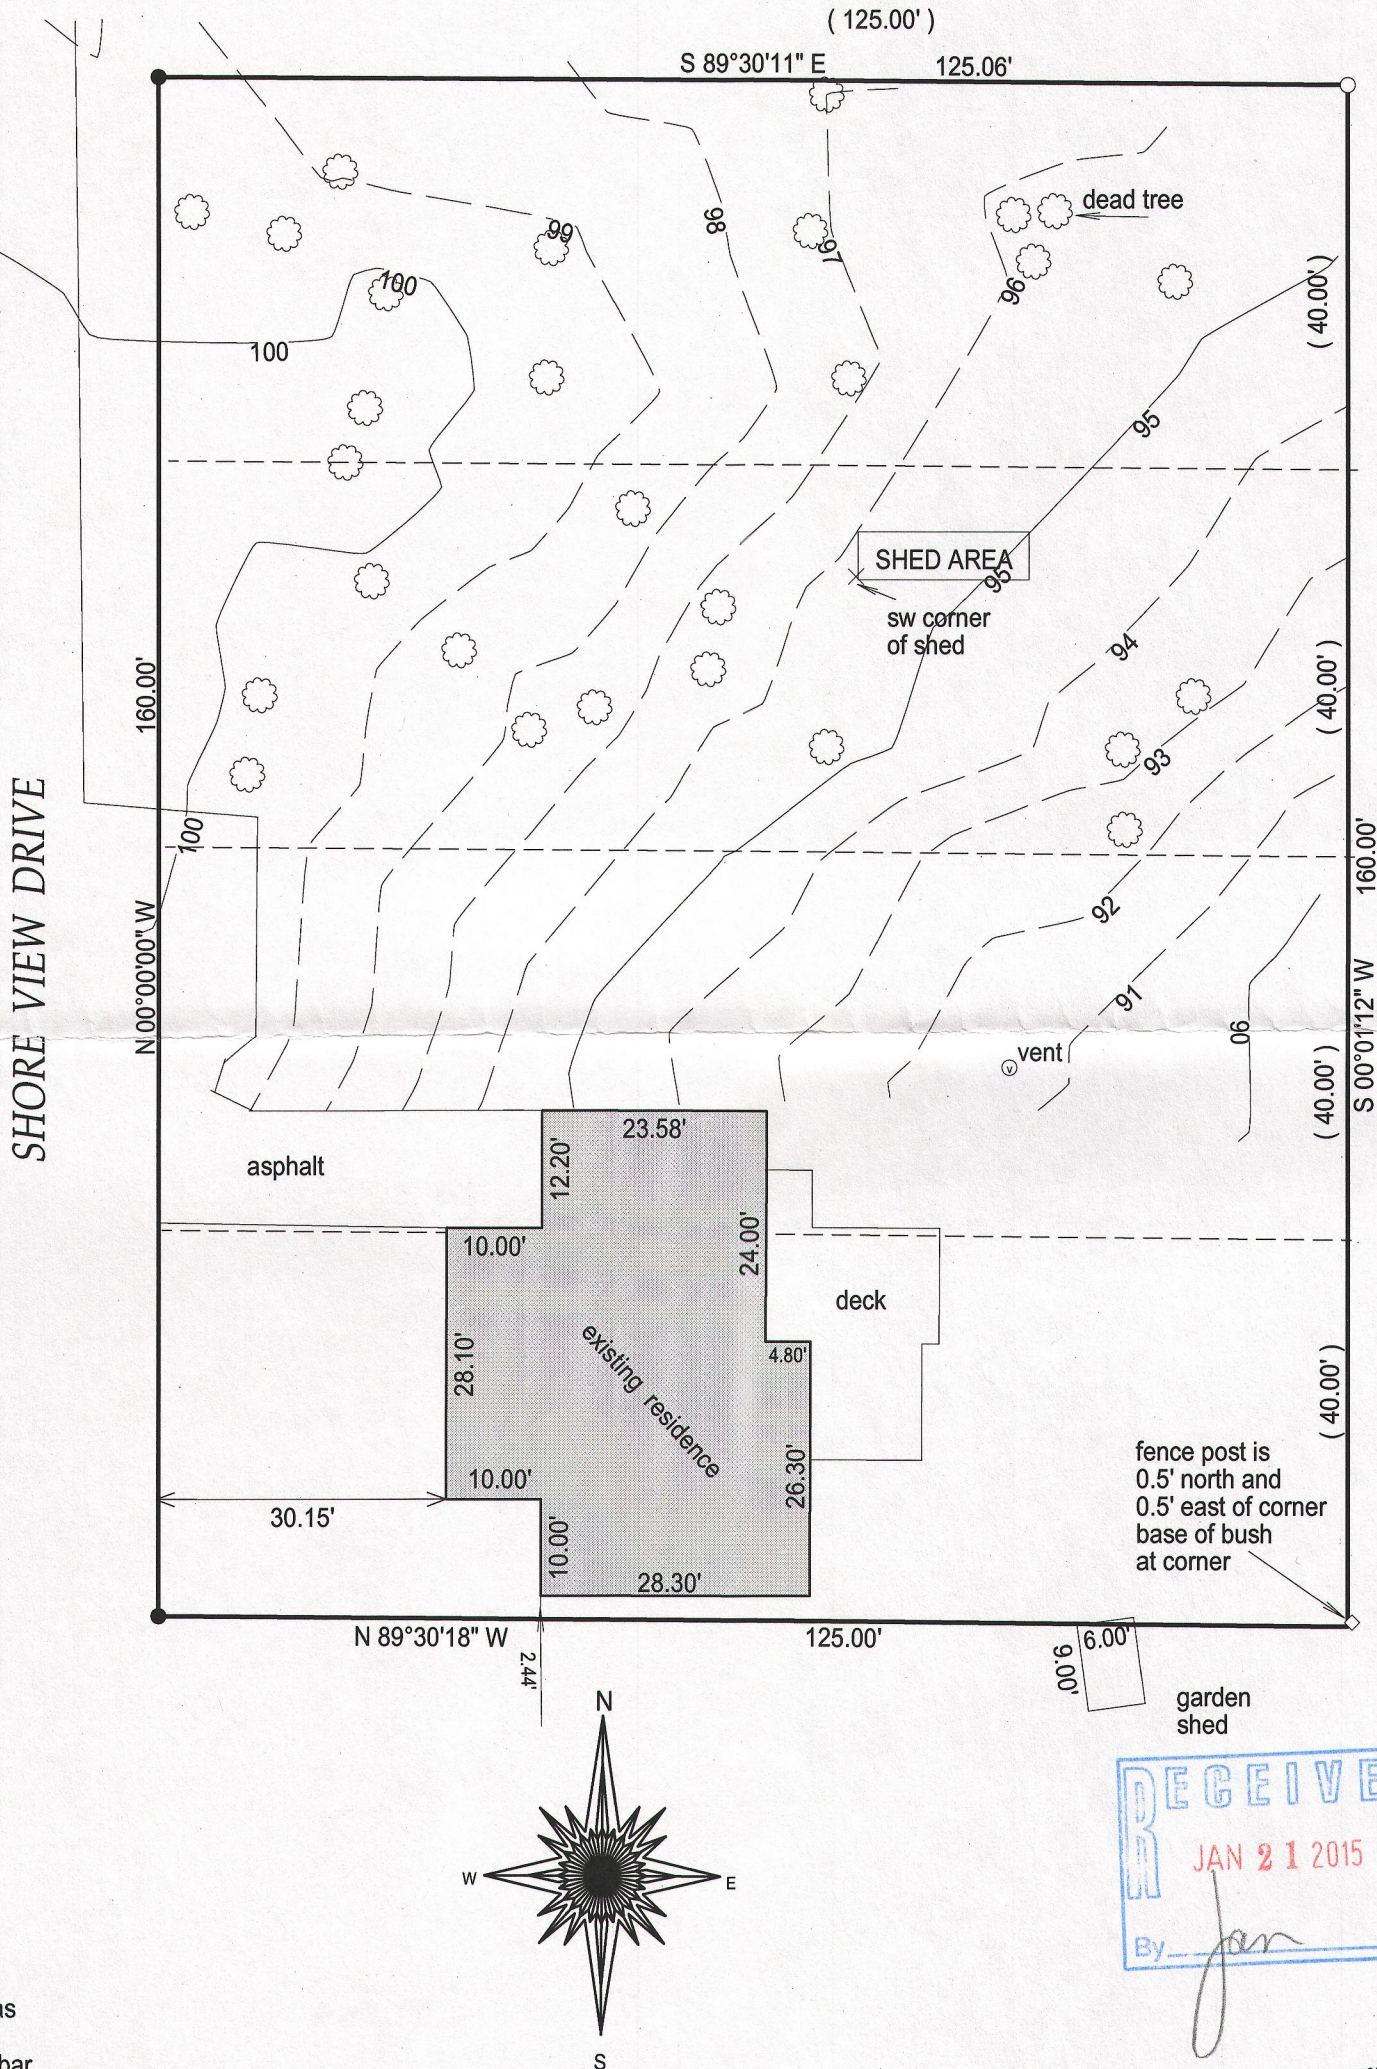 ( 125.00' )
S 89°30'11" E 125.06'
dead tree
99
98
97
96
100
100
( 40.00' )
95
SHED AREA
95
sw corner
of shed
94
160.00'
( 40.00' )
93
SHORE VIEW DRIVE
100
160.00'
92
N 00°00'00" W
91
S 00°01'12" W
90
vent
v
( 40.00' )
23.58'
asphalt
12.20'
10.00'
24.00'
deck
4.80'
28.10'
existing residence
( 40.00' )
10.00'
26.30'
fence post is
0.5' north and
0.5' east of corner
base of bush
at corner
30.15'
10.00'
28.30'
N 89°30'18" W 125.00' 6.00'
2.44'
9.00'
garden
shed
N
W
E
S
RECEIVE
JAN 21 2015
By Jan
as
bar